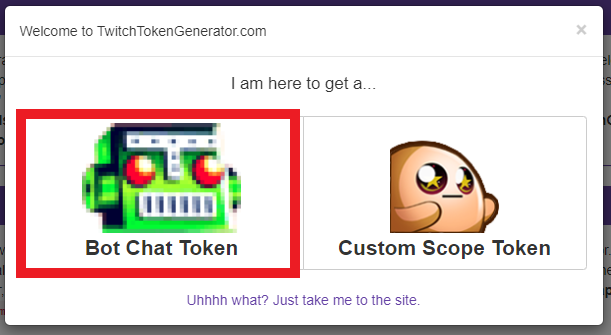 Welcome to TwitchTokenGenerator.com ×
I am here to get a...
Bot Chat Token
Custom Scope Token
Uhhhh what? Just take me to the site.